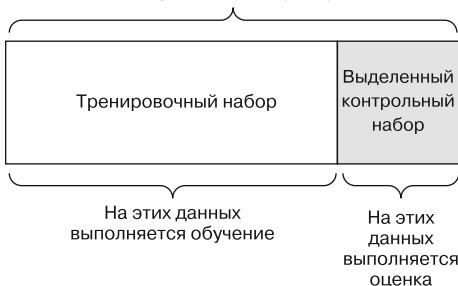 Тренировочный набор
Выделенный
контрольный
набор
На этих данных
выполняется обучение
На этих
данных
выполняется
оценка